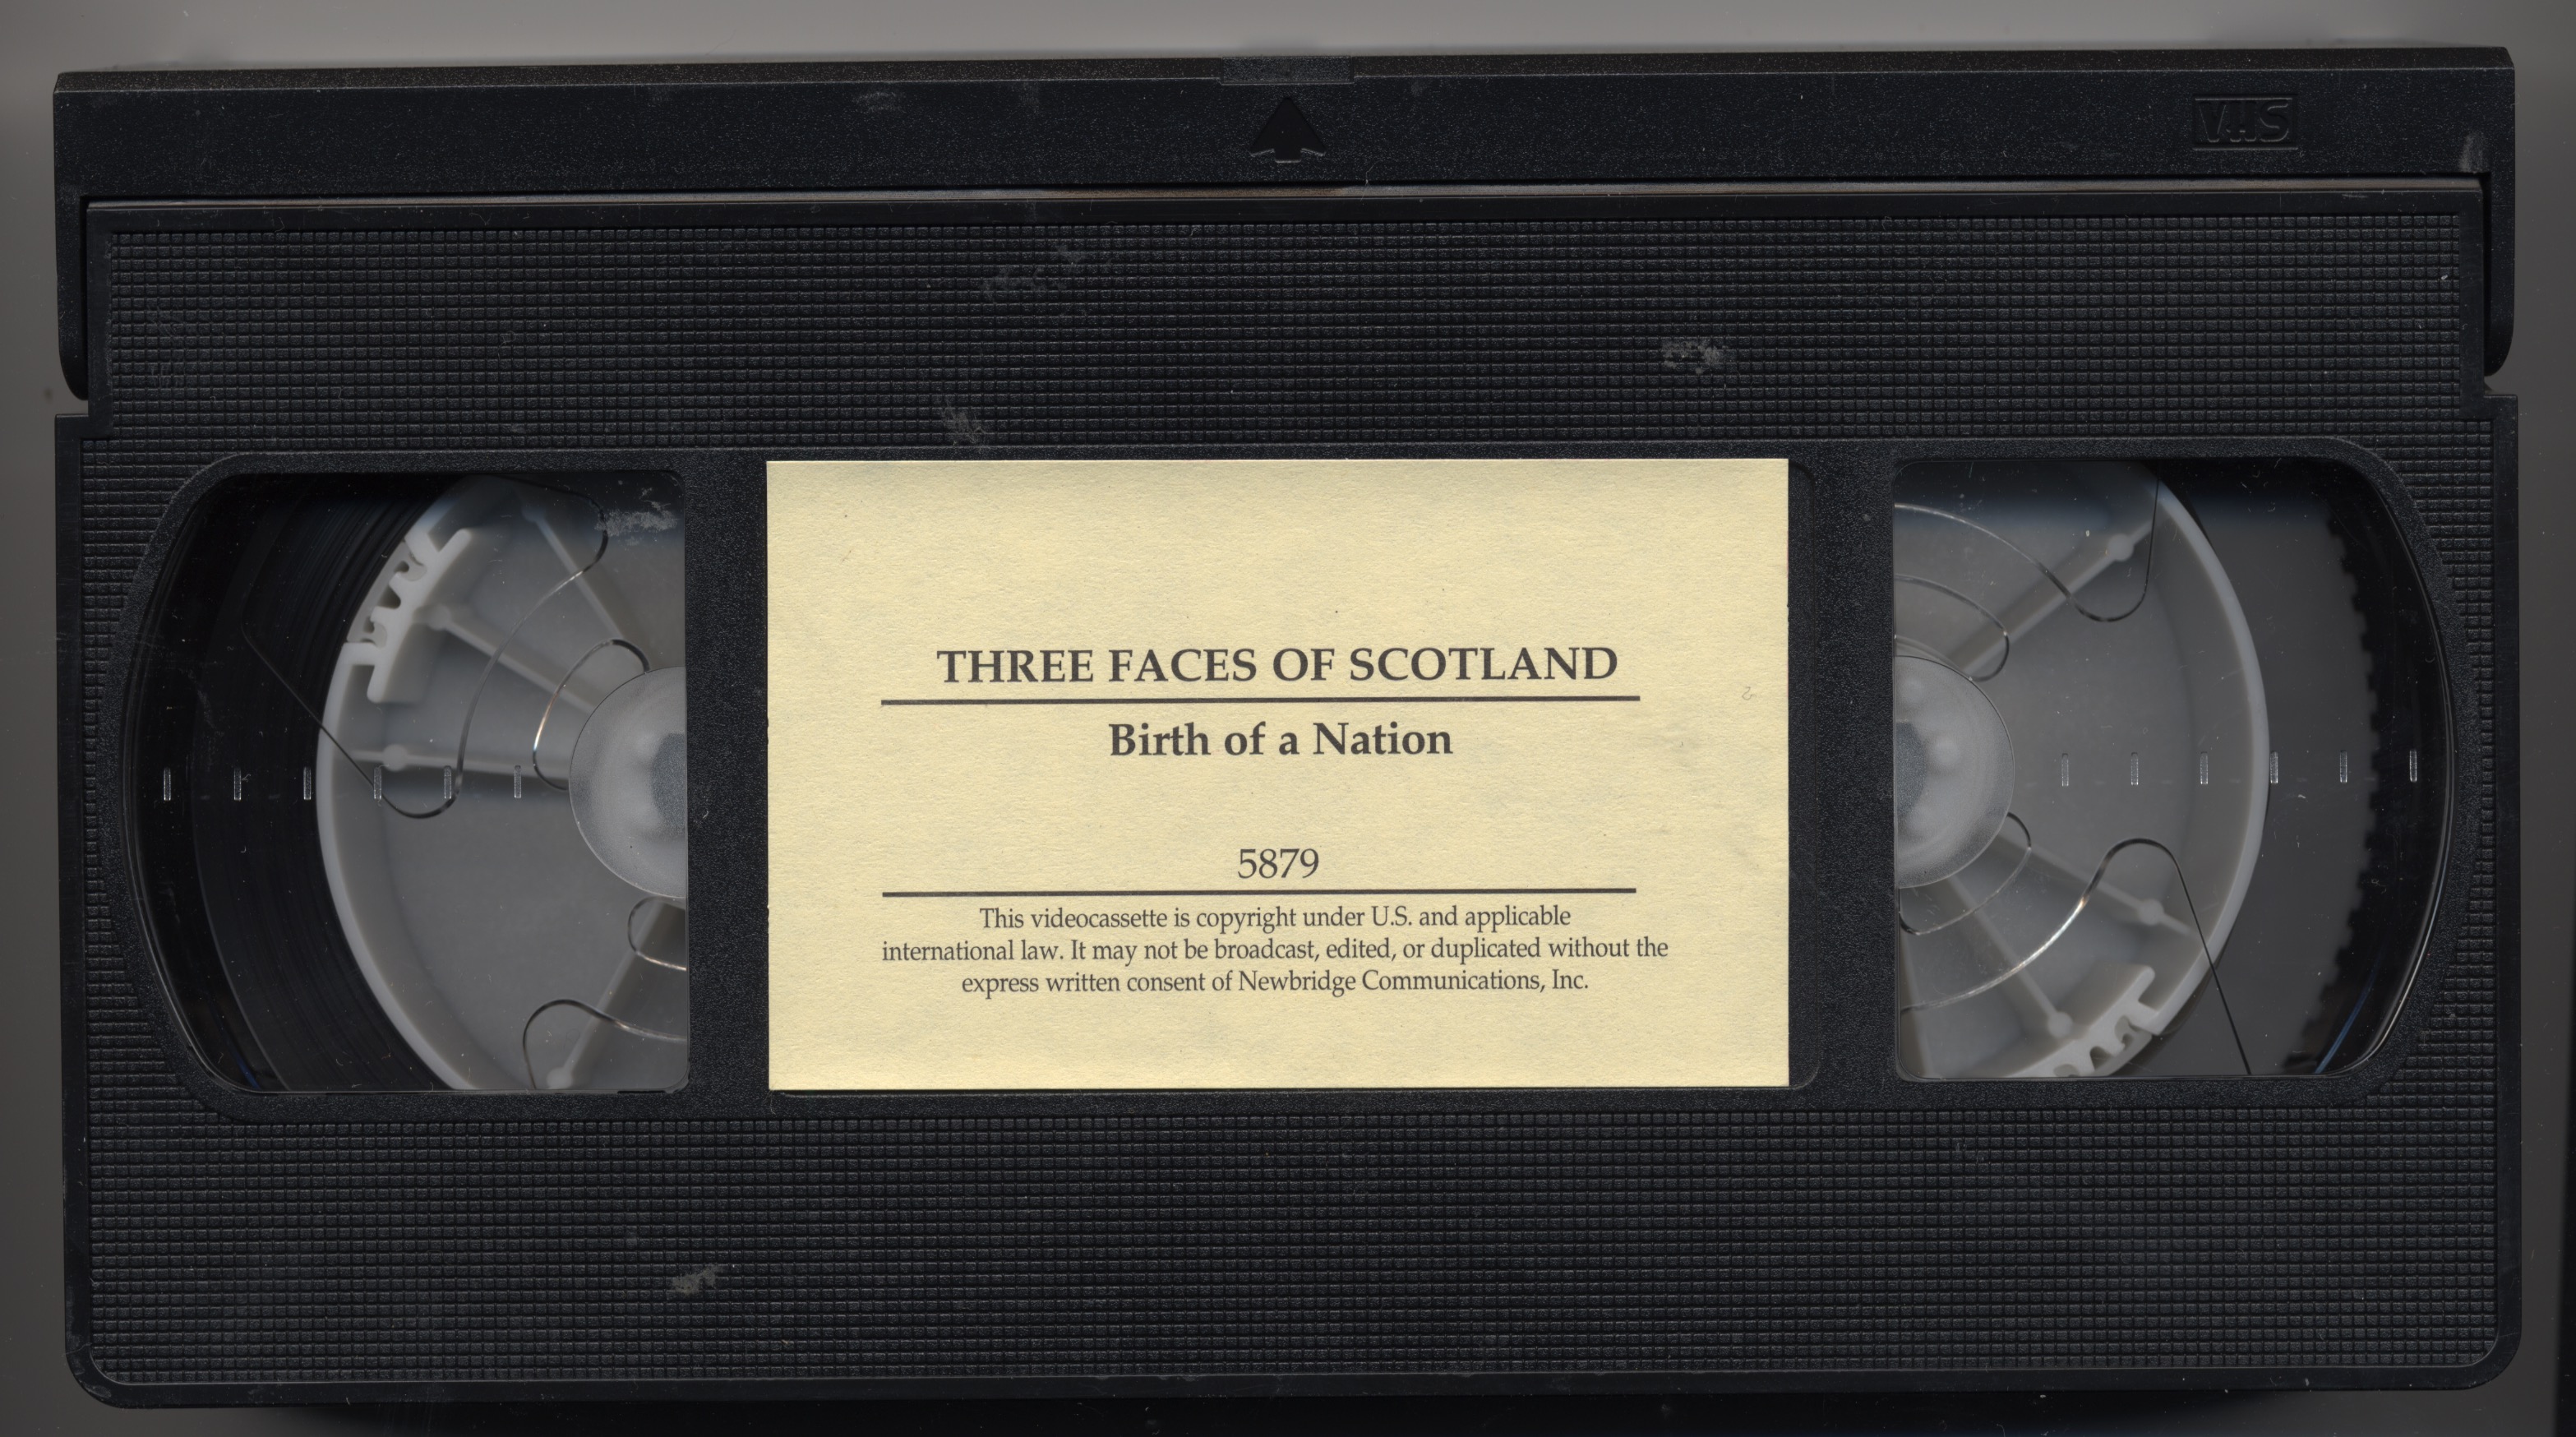 VHS
THREE FACES OF SCOTLAND
Birth of a Nation
5879
This videocassette is copyright under U.S. and applicable
international law. It may not be broadcast, edited, or duplicated without the
express written consent of Newbridge Communications, Inc.